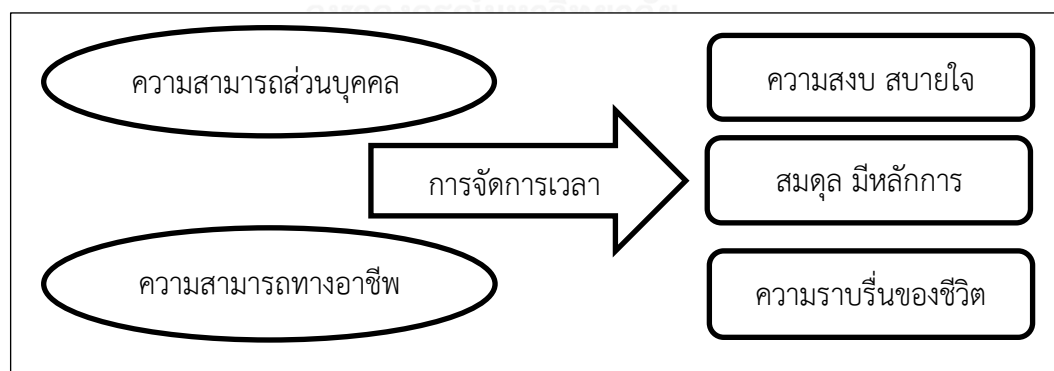 ความสามารถส่วนบุคคล
ความสงบ สบายใจ
การจัดการเวลา
สมดุล มีหลักการ
ความสามารถทางอาชีพ
ความราบรื่นของชีวิต